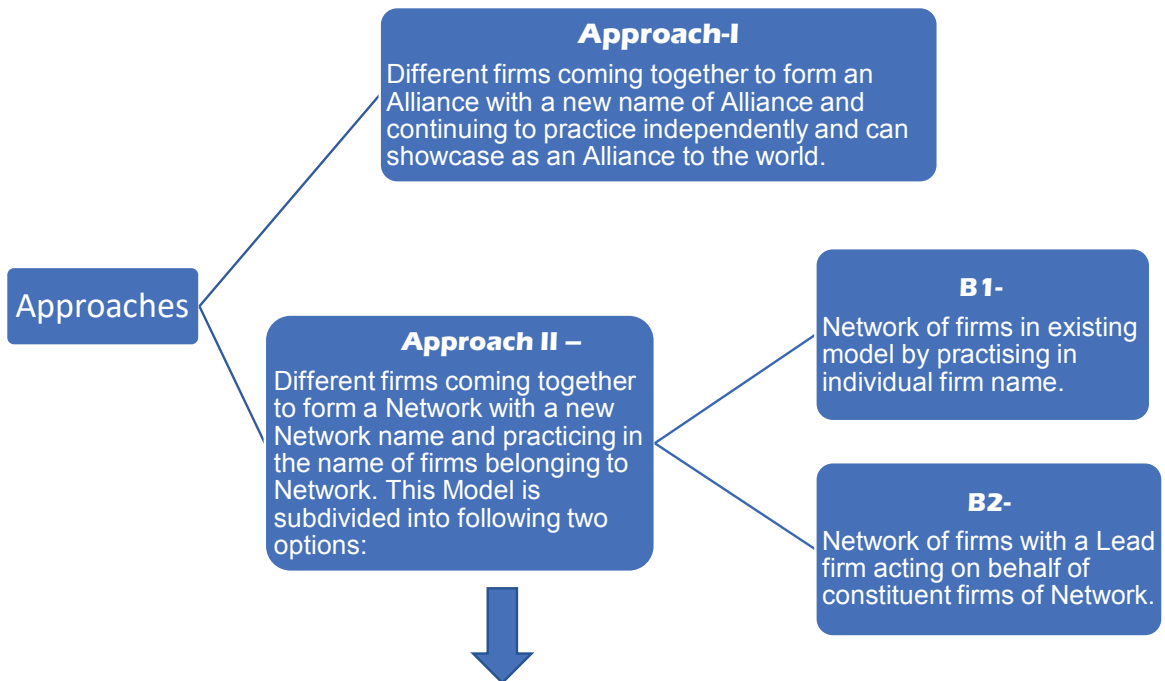 Approach-I
Different firms coming together to form an
Alliance with a new name of Alliance and
continuing to practice independently and can
showcase as an Alliance to the world.
Approaches
Approach II –
Different firms coming together
to form a Network with a new
Network name and practicing in
the name of firms belonging to
Network. This Model is
subdivided into following two
options:
B1-
Network of firms in existing
model by practising in
individual firm name.
B2-
Network of firms with a Lead
firm acting on behalf of
constituent firms of Network.